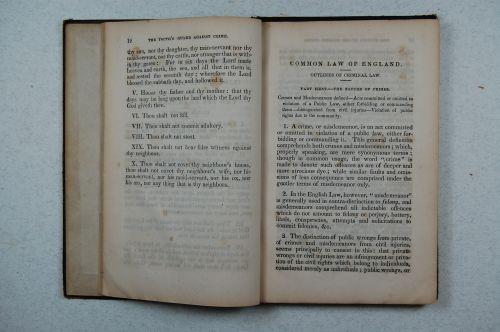 12 THE YOUTH'S GUARD AGAINST CRIME.
thy son, nor thy daughter, thy man-servant nor thy
maid-servant, nor thy cattle, nor stranger that is with-
in thy gates: For in six days the Lord made
heaven and earth, the sea, and all that in them is,
and rested the seventh day; wherefore the Lord
blessed the sabbath day, and hallowed it.
V. Honor thy father and thy mother: that thy
days may be long upon the land which the Lord thy
God giveth thee.
VI. Thou shalt not kill.
VII. Thou shalt not commit adultery.
VIII. Thou shalt not steal.
XIX. Thou shalt not bear false witness against
thy neighbour.
X. Thou shalt not covet thy neighbour's house,
thou shalt not covet thy neighbour's wife, nor his
man-servant, nor his maid-servant, nor his ox, nor
his ass, nor any thing that is thy neighbours.
COMMON LAW OF ENGLAND.
OUTLINES OF CRIMINAL LAW.
PART FIRST.—THE NATURE OF CRIMES.
Crimes and Misdemeanors defined—Acts committed or omitted in
violation of a Public Law, either forbidding or commanding
them—distinguished from civil injuries—Violation of public
rights due to the community.
1. A crime, or misdemeanor, is an act committed
or omitted in violation of a public law, either for-
bidding or commanding it. This general definition
comprehends both crimes and misdemeanors; which,
properly speaking, are mere synonymous terms;
though in common usage, the word "crime" is
made to denote such offences as are of deeper and
more atrocious dye; while similar faults and omis-
sions of less consequence are comprised under the
gentler terms of misdemeanor only.
2. In the English Law, however, "misdemeanor"
is generally used in contra-distinction to felony, and
misdemeanors comprehend all indictable offences
which do not amount to felony or perjury, battery,
libels, conspiracies, attempts and solicitations to
commit felonies, &c.
3. The distinction of public wrongs from private,
of crimes and misdemeanors from civil injuries,
seems principally to consist in this: that private
wrongs or civil injuries are an infringement or priva-
tion of the civil rights which belong to individuals,
considered merely as individuals; public wrongs, or